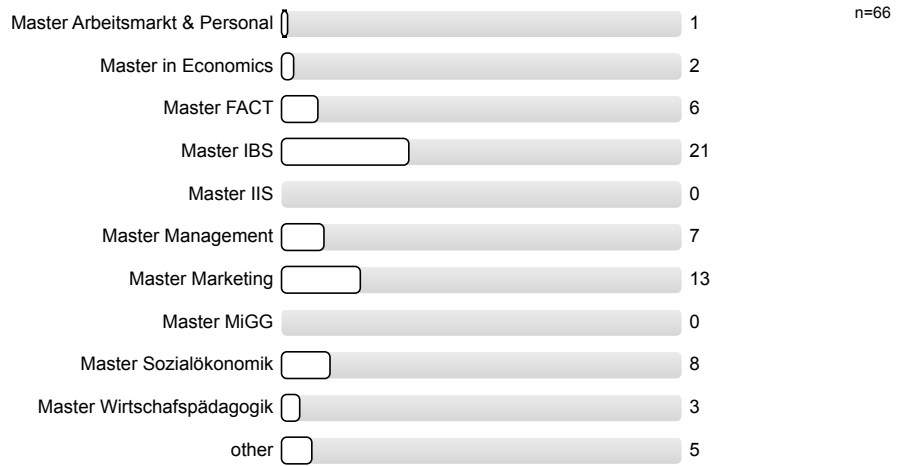 n=66
Master Arbeitsmarkt & Personal 1
Master in Economics 2
Master FACT 6
Master IBS 21
Master IIS 0
Master Management 7
Master Marketing 13
Master MiGG 0
Master Sozialökonomik 8
Master Wirtschafspädagogik 3
other 5